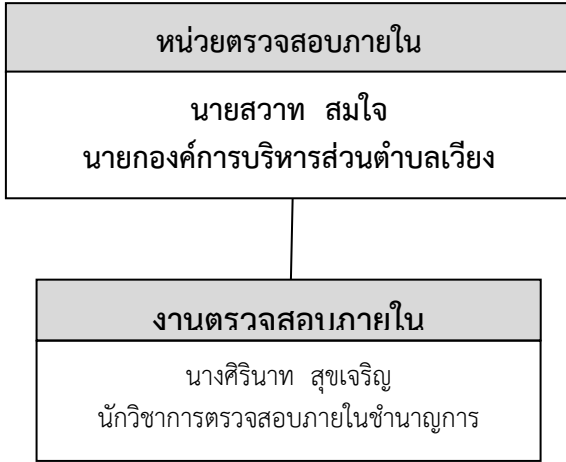 หน่วยตรวจสอบภายใน
นายสวาท สมใจ
นายกองค์การบริหารส่วนตำบลเวียง
งานตรวจสอบภายใน
นางศิรินาท สุขเจริญ
นักวิชาการตรวจสอบภายในชำนาญการ